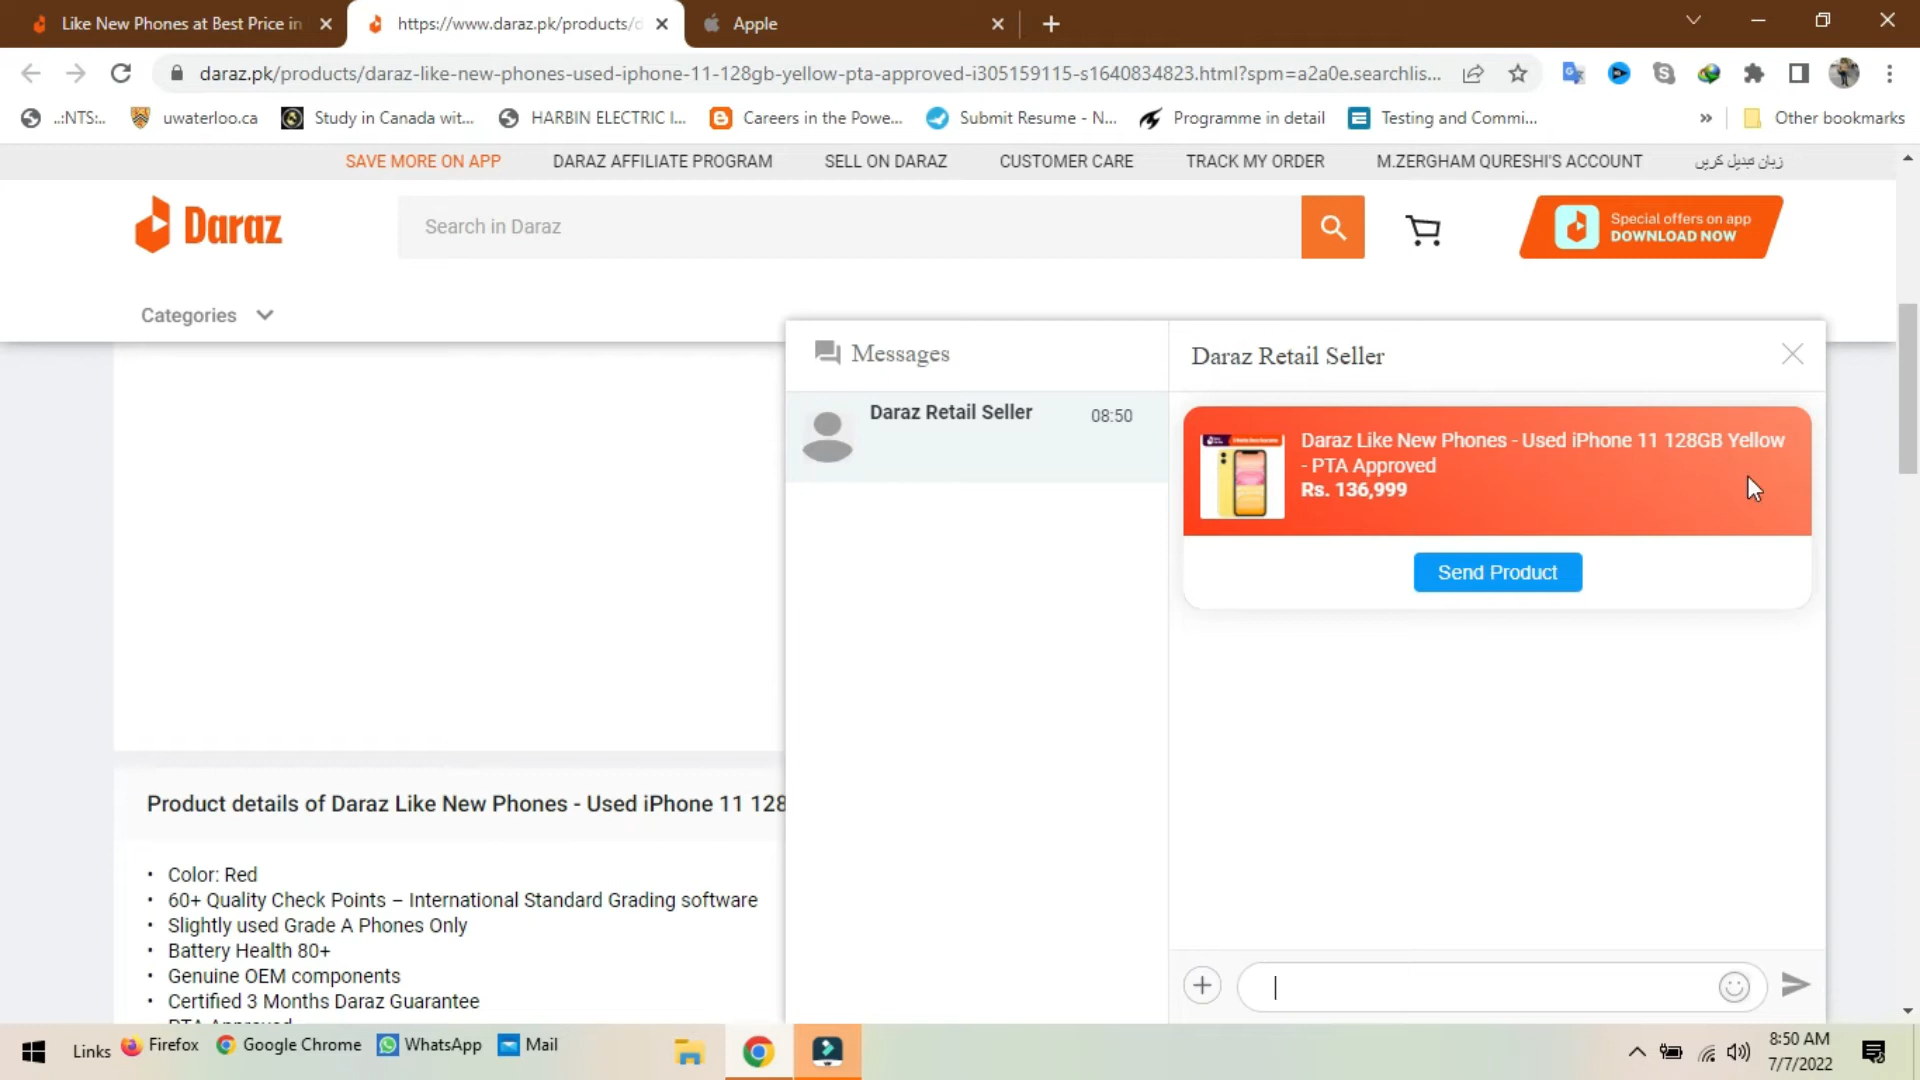 Like New Phones at Best Price in
https://www.daraz.pk/products/d
Apple
daraz.pk/products/daraz-like-new-phones-used-iphone-11-128gb-yellow-pta-approved-i305159115-s1640834823.html?spm=a2a0e.searchlis...
..:NTS:..
uwaterloo.ca
Study in Canada wit...
HARBIN ELECTRIC I...
Careers in the Powe...
Submit Resume - N...
Programme in detail
Testing and Commi...
»
Other bookmarks
SAVE MORE ON APP
DARAZ AFFILIATE PROGRAM
SELL ON DARAZ
CUSTOMER CARE
TRACK MY ORDER
M.ZERGHAM QURESHI'S ACCOUNT
زبان تبدیل کریں
Daraz
Search in Daraz
Special offers on app
DOWNLOAD NOW
Categories
Messages
Daraz Retail Seller
Daraz Retail Seller
08:50
Daraz Like New Phones - Used iPhone 11 128GB Yellow
- PTA Approved
Rs. 136,999
Send Product
Product details of Daraz Like New Phones - Used iPhone 11 128
• Color: Red
• 60+ Quality Check Points – International Standard Grading software
• Slightly used Grade A Phones Only
• Battery Health 80+
• Genuine OEM components
• Certified 3 Months Daraz Guarantee
• PTA Approved
Links
Firefox
Google Chrome
WhatsApp
Mail
8:50 AM
7/7/2022